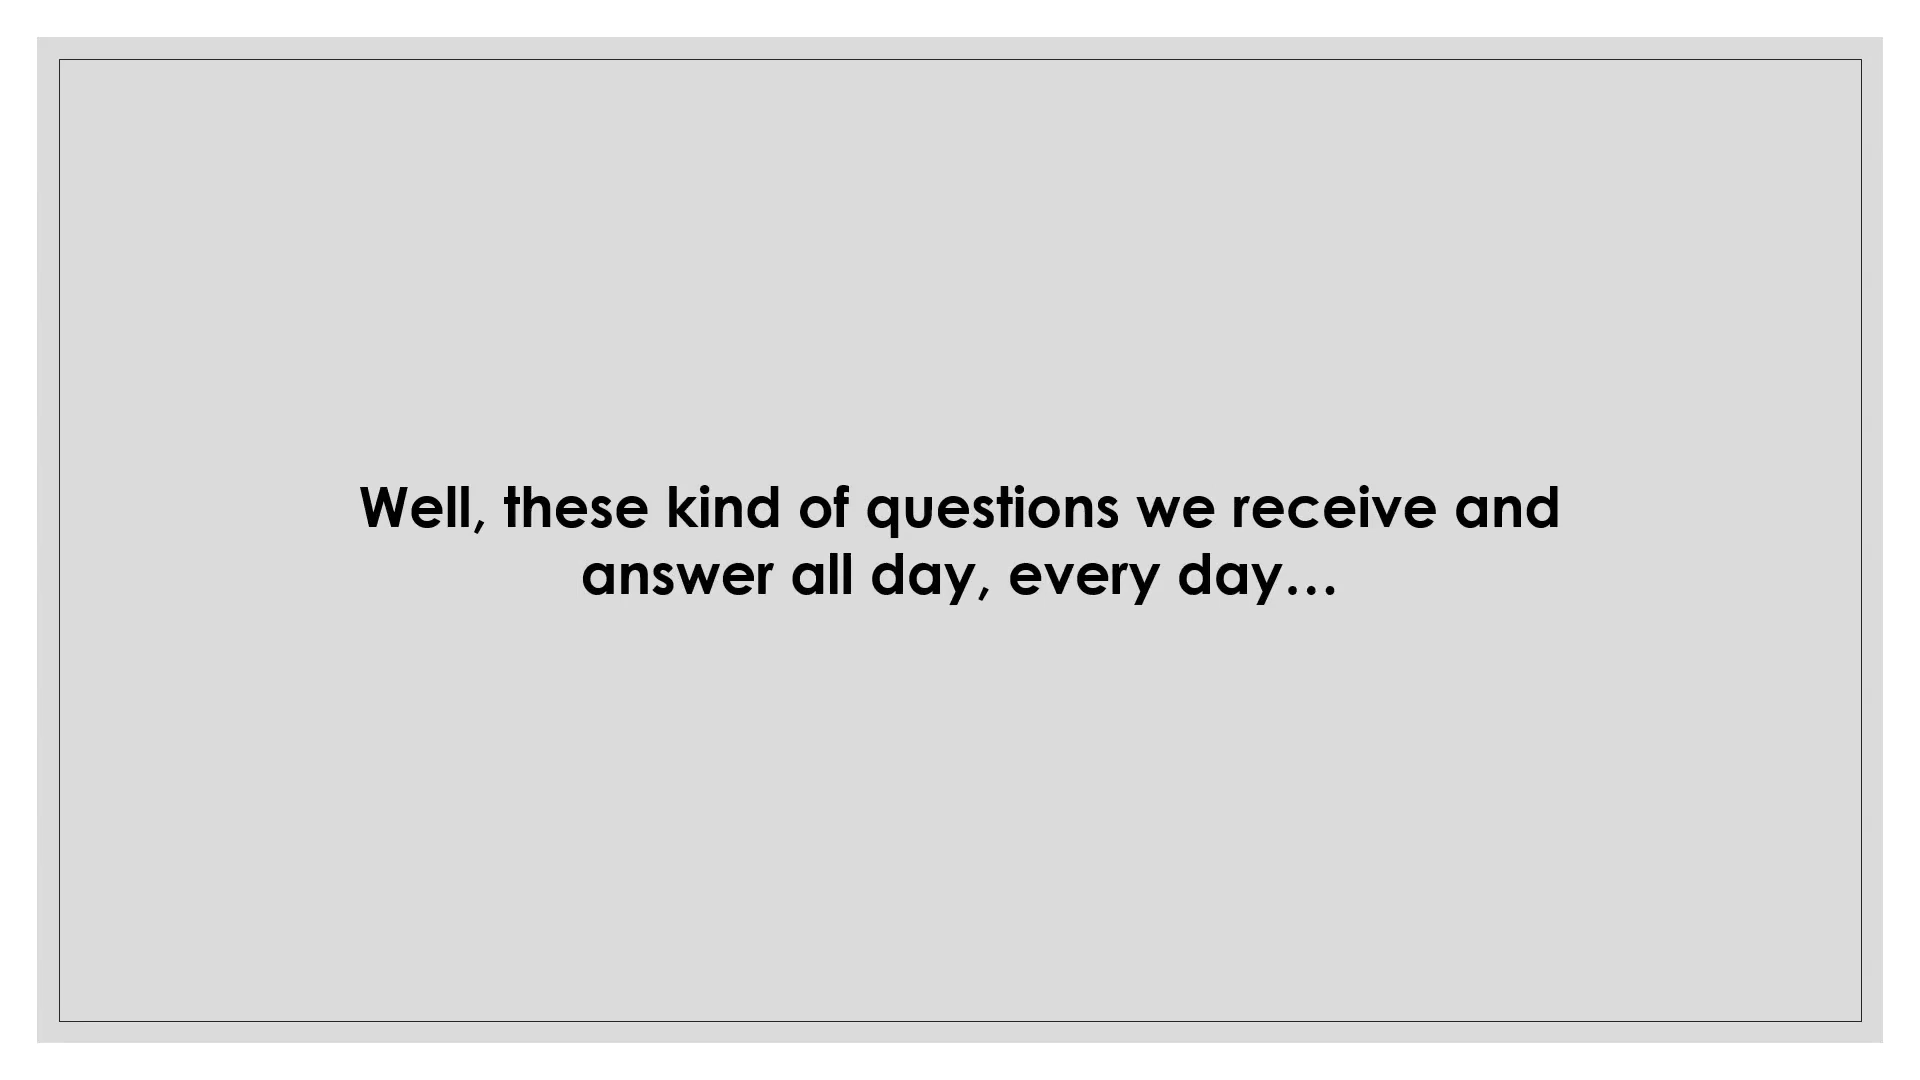 Well, these kind of questions we receive and
answer all day, every day…